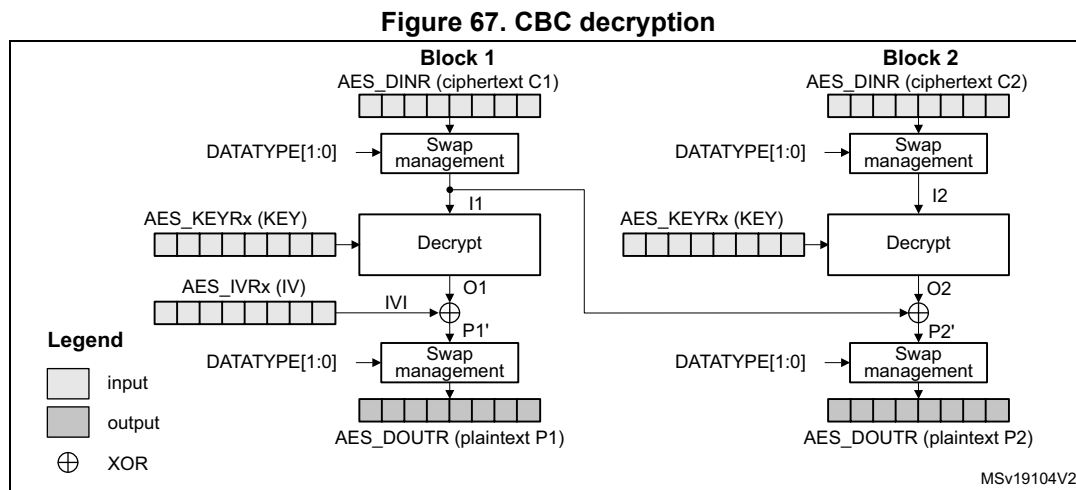 Figure 67. CBC decryption
Block 1
Block 2
AES_DINR (ciphertext C1)
AES_DINR (ciphertext C2)
DATATYPE[1:0]
Swap
management
DATATYPE[1:0]
Swap
management
I1
I2
AES_KEYRx (KEY)
Decrypt
AES_KEYRx (KEY)
Decrypt
AES_IVRx (IV)
IVI
O1
O2
P1'
P2'
Legend
input
output
XOR
DATATYPE[1:0]
Swap
management
DATATYPE[1:0]
Swap
management
AES_DOUTR (plaintext P1)
AES_DOUTR (plaintext P2)
MSv19104V2